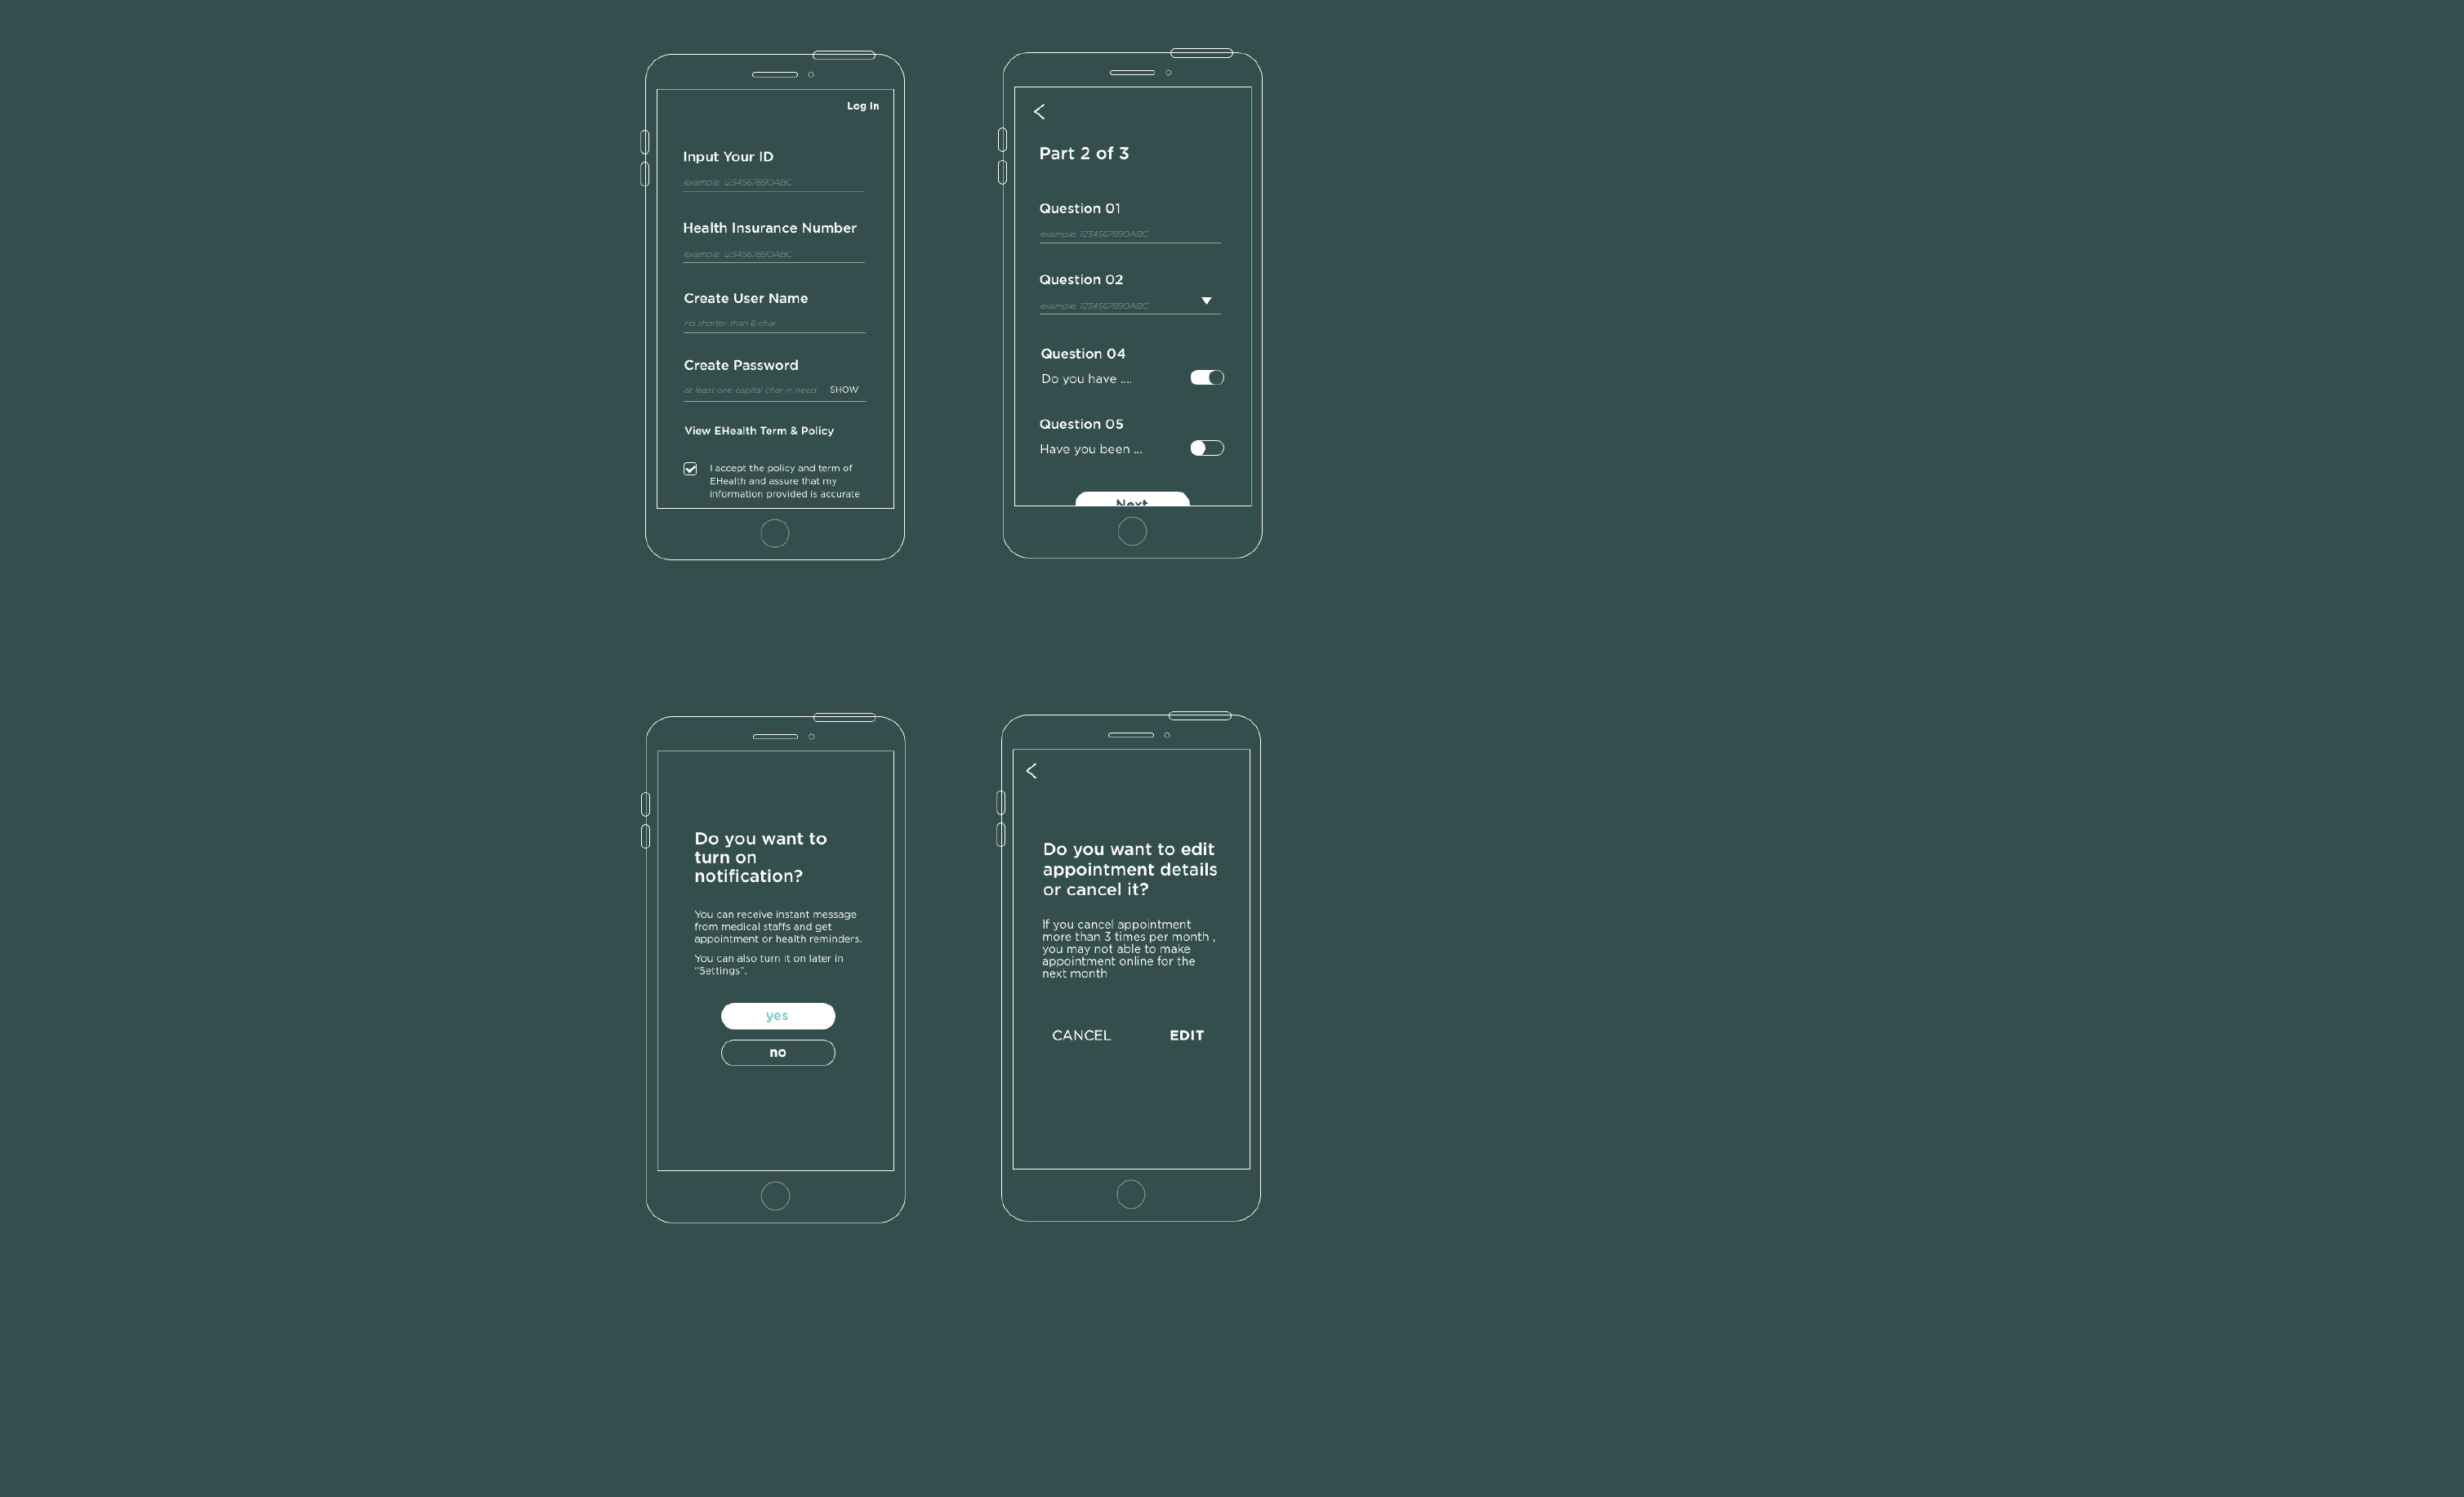 Log In
Input Your ID
example, 1234567890ABC
Health Insurance Number
example, 1234567890ABC
Create User Name
no shorter than 6 char
Create Password
at least one capital char in need SHOW
View EHealth Term & Policy
I accept the policy and term of
EHealth and assure that my
information provided is accurate
Part 2 of 3
Question 01
example, 1234567890ABC
Question 02
example, 1234567890ABC
Question 04
Do you have ....
Question 05
Have you been ...
Next
Do you want to
turn on
notification?
You can receive instant message
from medical staffs and get
appointment or health reminders.
You can also turn it on later in
“Settings”.
yes
no
Do you want to edit
appointment details
or cancel it?
If you cancel appointment
more than 3 times per month ,
you may not able to make
appointment online for the
next month
CANCEL EDIT